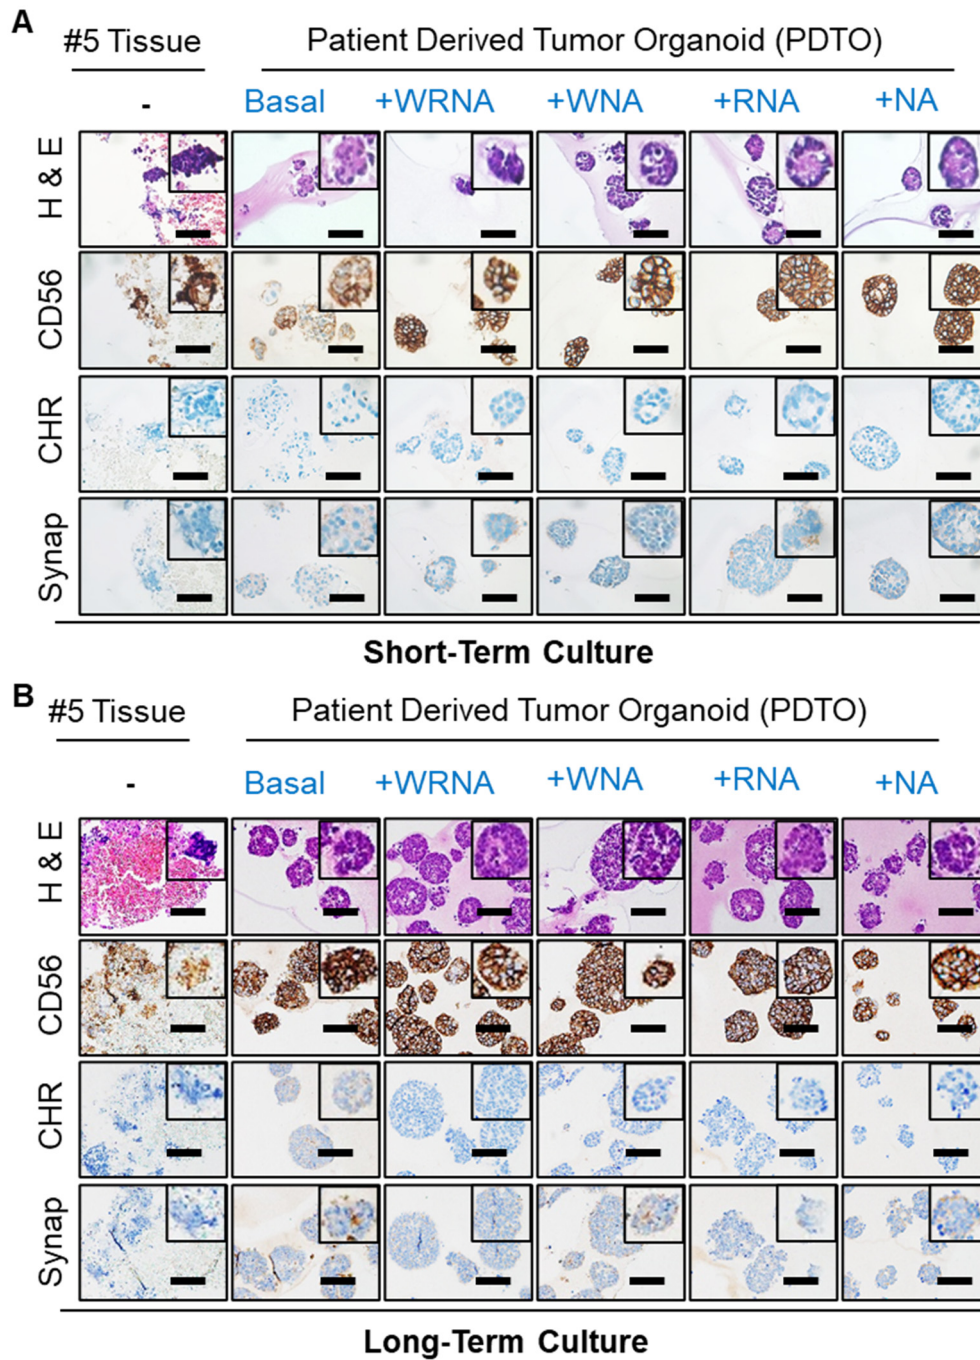 A
#5 Tissue
Patient Derived Tumor Organoid (PDTO)
- Basal +WRNA +WNA +RNA +NA
H & E
CD56
CHR
Synap
Short-Term Culture
B
#5 Tissue
Patient Derived Tumor Organoid (PDTO)
- Basal +WRNA +WNA +RNA +NA
H & E
CD56
CHR
Synap
Long-Term Culture